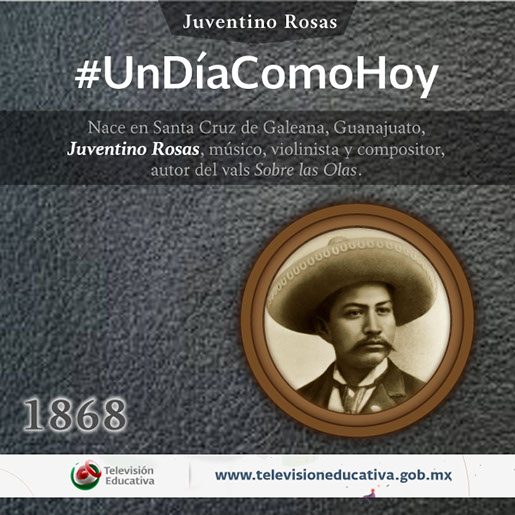 Juventino Rosas
#UnDíaComoHoy
Nace en Santa Cruz de Galeana, Guanajuato,
Juventino Rosas, músico, violinista y compositor,
autor del vals Sobre las Olas.
1868
Televisión
Educativa
www.televisioneducativa.gob.mx